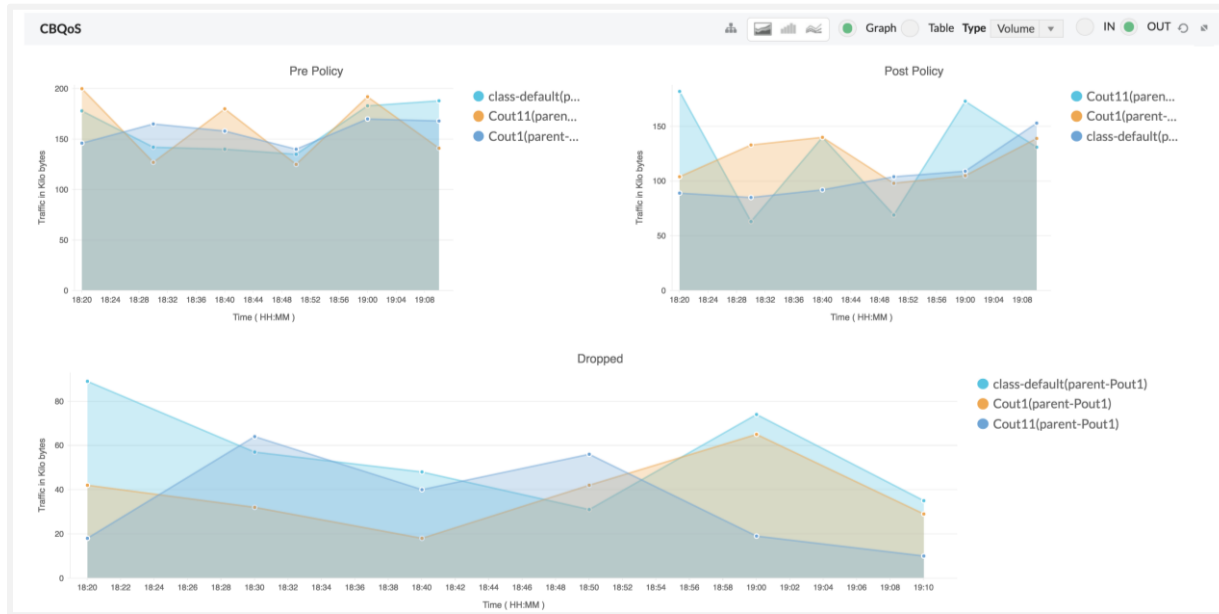 CBQoS
Graph Table Type Volume IN OUT
Pre Policy
Traffic in Kilo bytes
200
150
100
50
0
18:20 18:24 18:28 18:32 18:36 18:40 18:44 18:48 18:52 18:56 19:00 19:04 19:08
Time ( HH:MM )
class-default(p...
Cout11(paren...
Cout1(parent-...
Post Policy
Traffic in Kilo bytes
150
100
50
0
18:20 18:24 18:28 18:32 18:36 18:40 18:44 18:48 18:52 18:56 19:00 19:04 19:08
Time ( HH:MM )
Cout11(paren...
Cout1(parent-...
class-default(p...
Dropped
Traffic in Kilo bytes
80
60
40
20
0
18:20 18:22 18:24 18:26 18:28 18:30 18:32 18:34 18:36 18:38 18:40 18:42 18:44 18:46 18:48 18:50 18:52 18:54 18:56 18:58 19:00 19:02 19:04 19:06 19:08 19:10
Time ( HH:MM )
class-default(parent-Pout1)
Cout1(parent-Pout1)
Cout11(parent-Pout1)